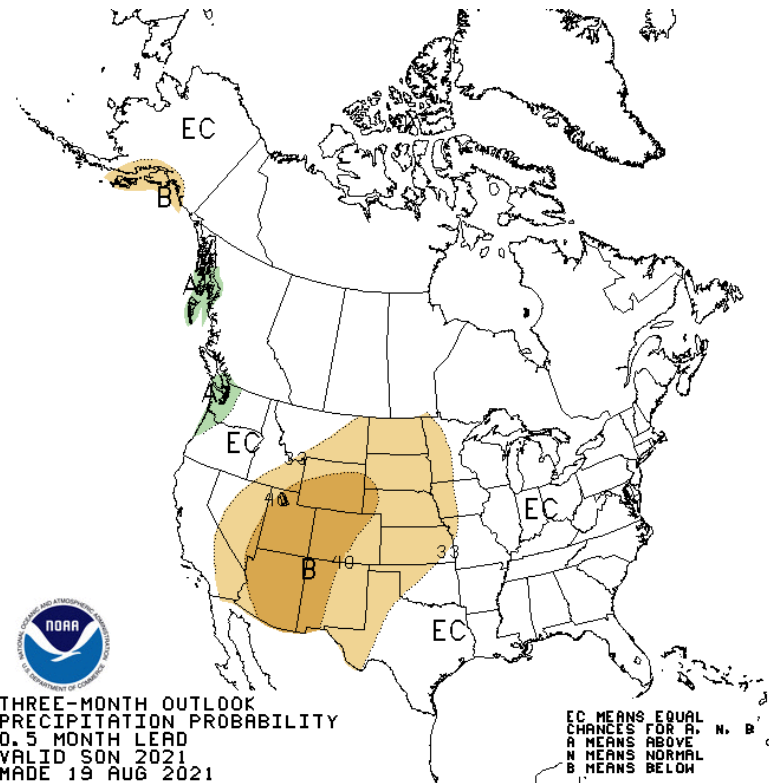 EC
B
A
A
EC
33
40
EC
33
40
B
EC
NATIONAL OCEANIC AND ATMOSPHERIC ADMINISTRATION
NOAA
U.S. DEPARTMENT OF COMMERCE
THREE-MONTH OUTLOOK
PRECIPITATION PROBABILITY
0.5 MONTH LEAD
VALID SON 2021
MADE 19 AUG 2021
EC MEANS EQUAL
CHANCES FOR A, N, B
A MEANS ABOVE
N MEANS NORMAL
B MEANS BELOW